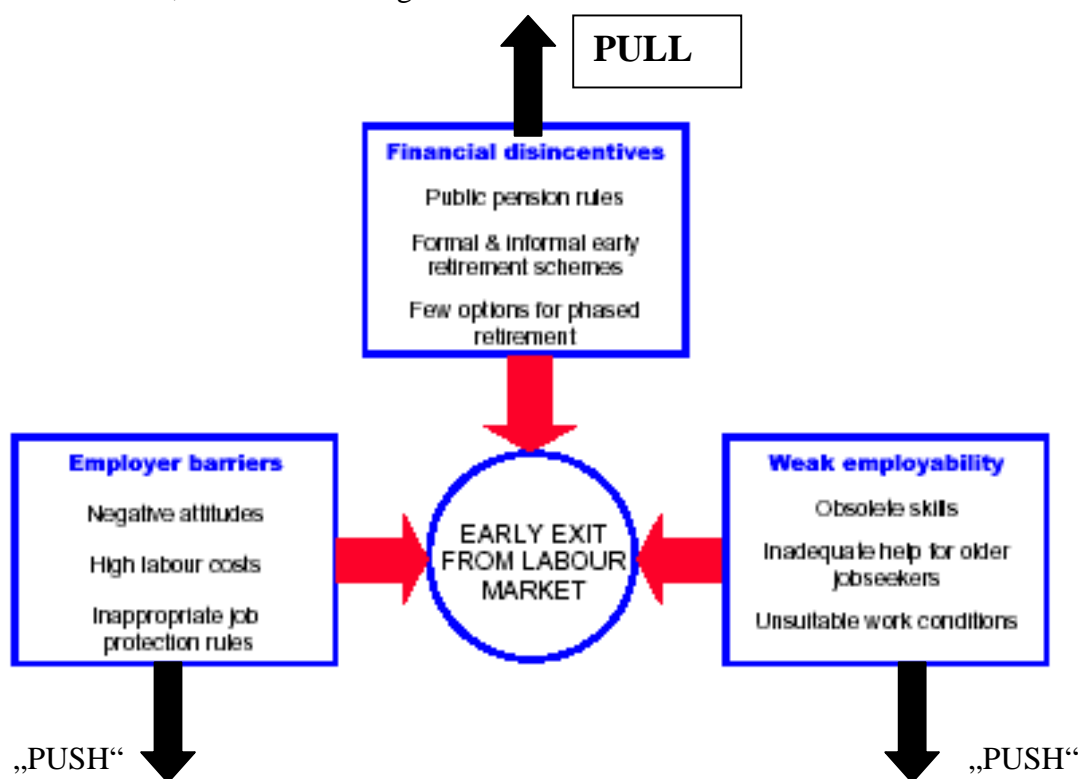 PULL
Financial disincentives
Public pension rules
Formal & informal early
retirement schemes
Few options for phased
retirement
Employer barriers
Negative attitudes
High labour costs
Inappropriate job
protection rules
EARLY EXIT
FROM LABOUR
MARKET
Weak employability
Obsolete skills
Inadequate help for older
jobseekers
Unsuitable work conditions
„PUSH“
„PUSH“